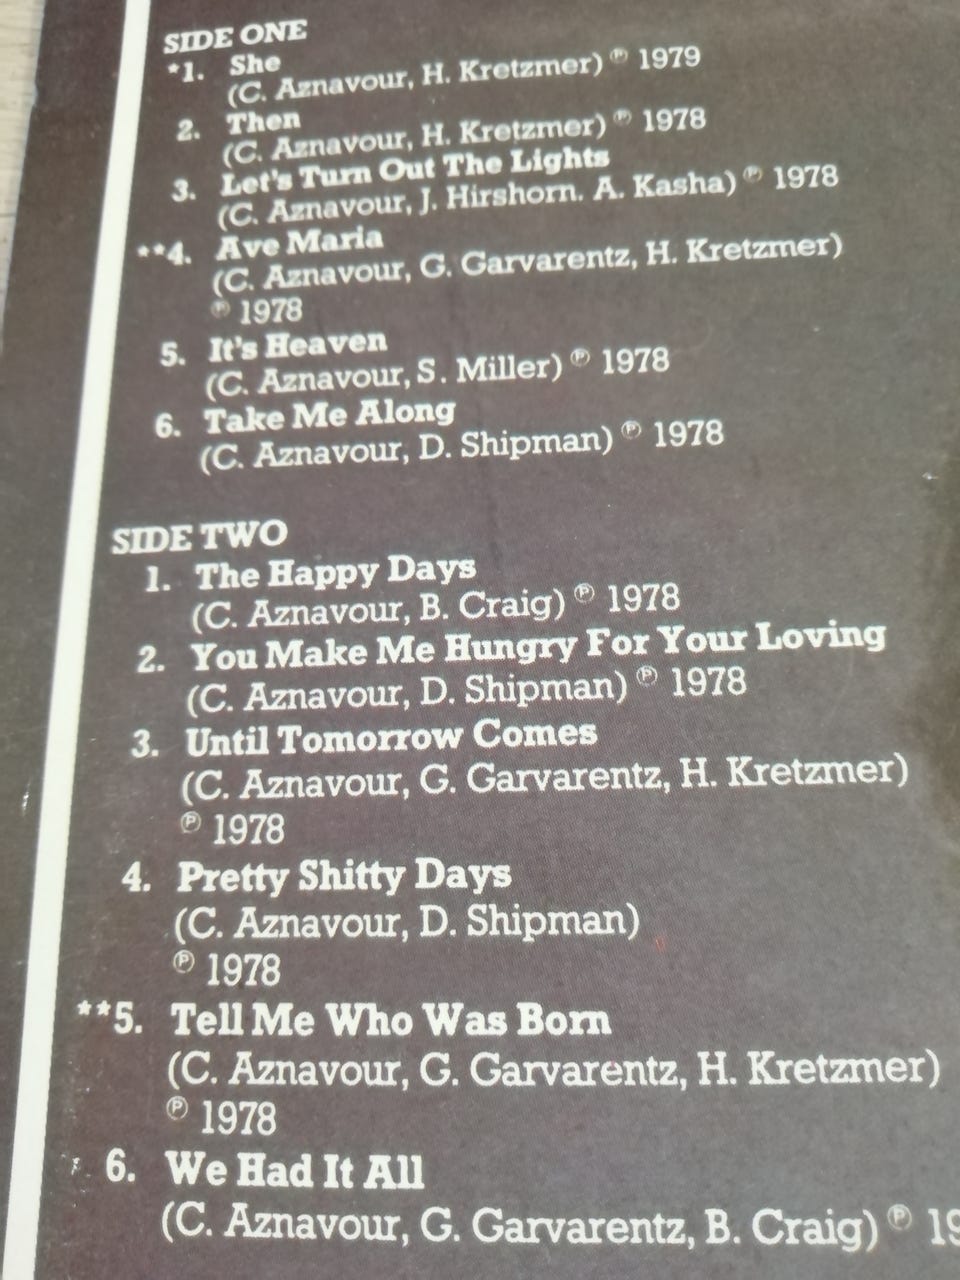 SIDE ONE
*1. She
(C. Aznavour, H. Kretzmer) ℗ 1979
2. Then
(C. Aznavour, H. Kretzmer) ℗ 1978
3. Let's Turn Out The Lights
(C. Aznavour, J. Hirshorn. A. Kasha) ℗ 1978
**4. Ave Maria
(C. Aznavour, G. Garvarentz, H. Kretzmer)
℗ 1978
5. It's Heaven
(C. Aznavour, S. Miller) ℗ 1978
6. Take Me Along
(C. Aznavour, D. Shipman) ℗ 1978
SIDE TWO
1. The Happy Days
(C. Aznavour, B. Craig) ℗ 1978
2. You Make Me Hungry For Your Loving
(C. Aznavour, D. Shipman) ℗ 1978
3. Until Tomorrow Comes
(C. Aznavour, G. Garvarentz, H. Kretzmer)
℗ 1978
4. Pretty Shitty Days
(C. Aznavour, D. Shipman)
℗ 1978
**5. Tell Me Who Was Born
(C. Aznavour, G. Garvarentz, H. Kretzmer)
℗ 1978
6. We Had It All
(C. Aznavour, G. Garvarentz, B. Craig) ℗